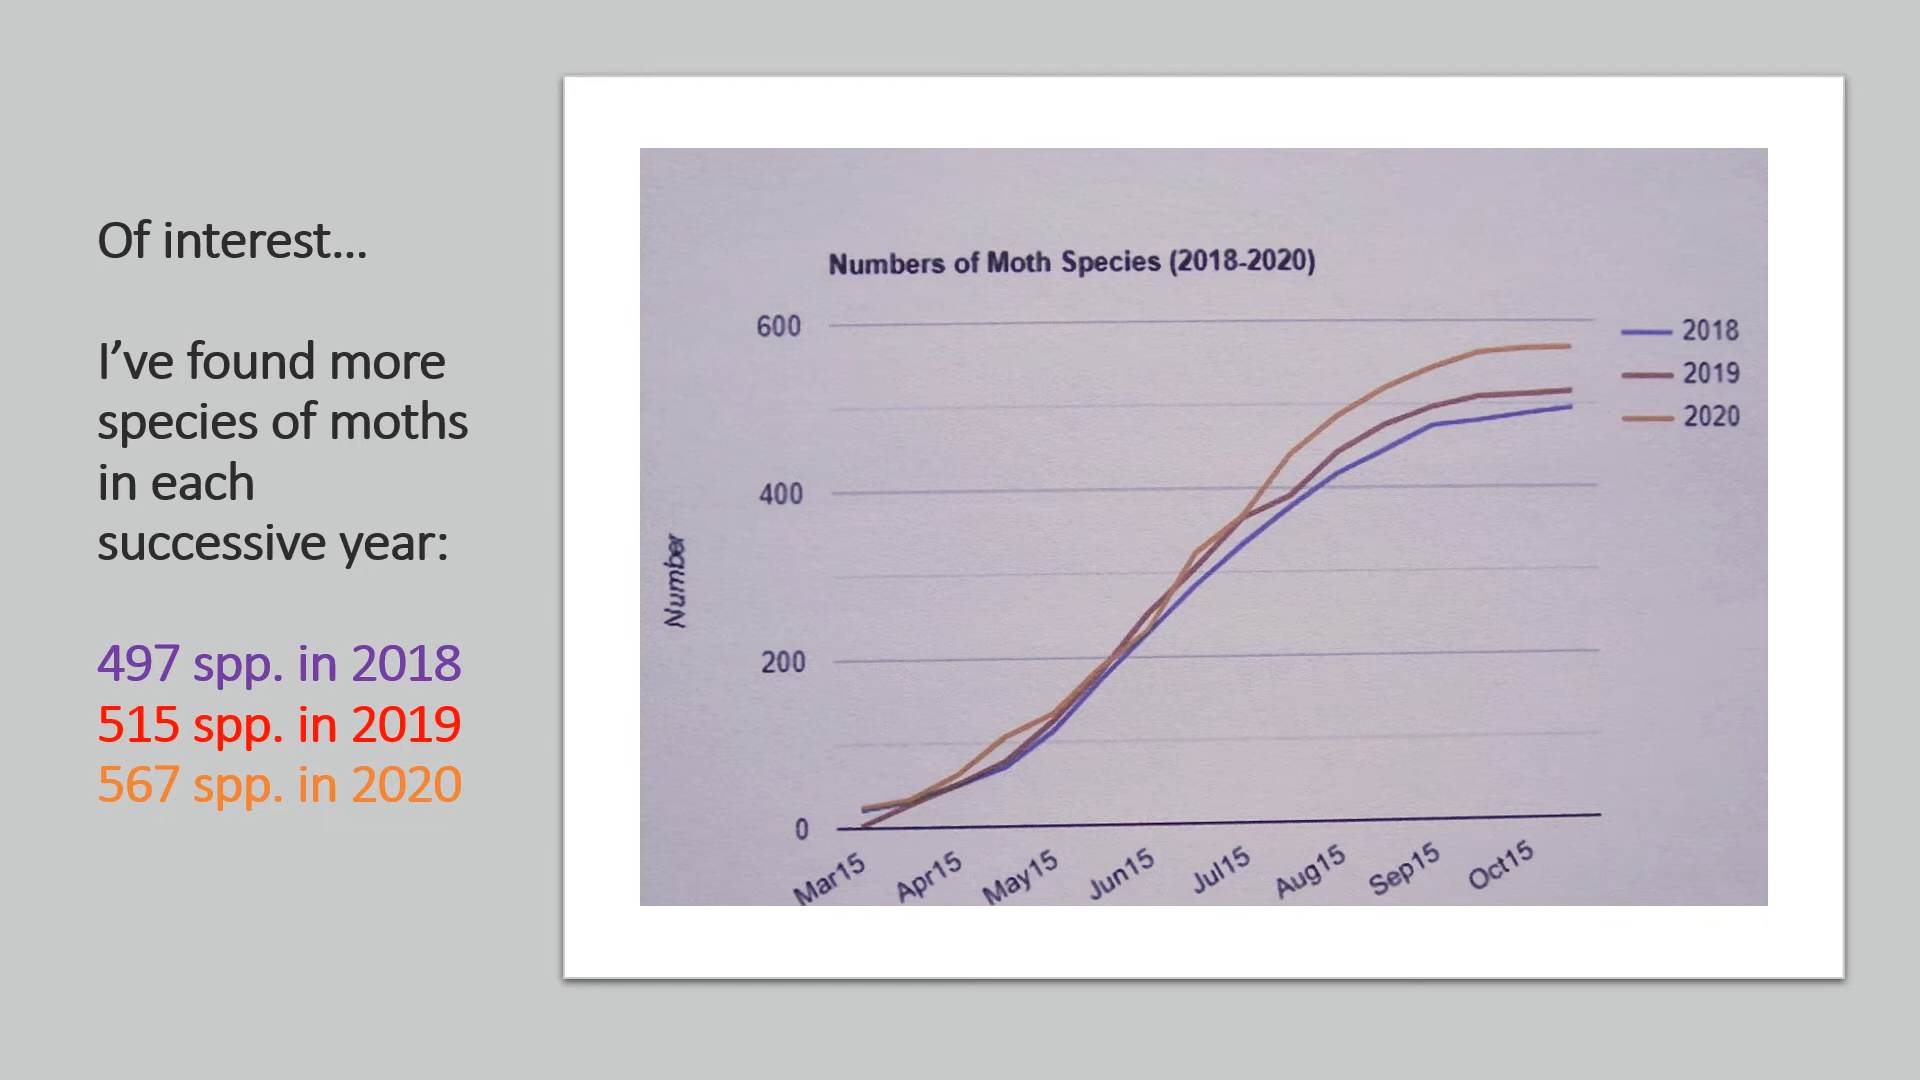 Of interest...
I've found more
species of moths
in each
successive year:
497 spp. in 2018
515 spp. in 2019
567 spp. in 2020
Numbers of Moth Species (2018-2020)
600
400
200
0
Number
Mar15
Apr15
May15
Jun15
Jul15
Aug15
Sep15
Oct15
2018
2019
2020